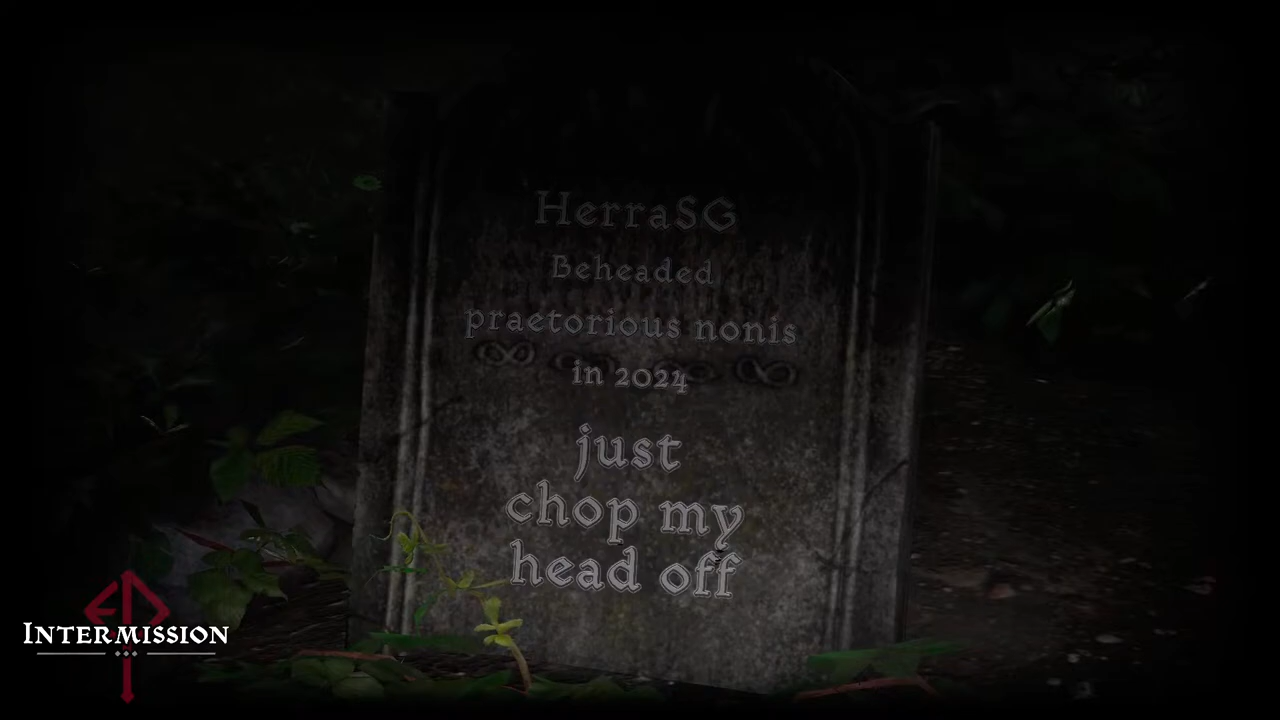 HerraSG
Beheaded
praetorious nonis
in 2024
just
chop my
head off
Intermission